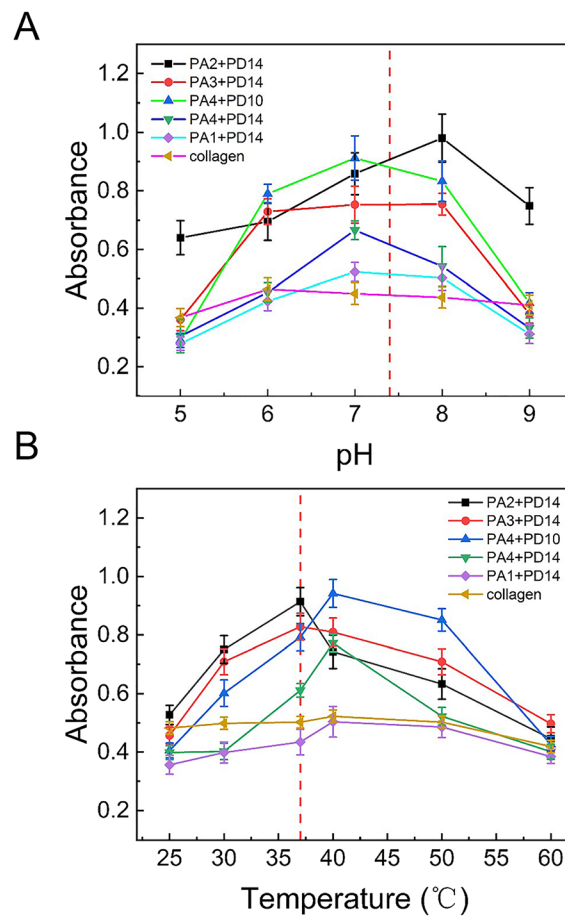 A
1.2
1.0
0.8
0.6
0.4
0.2
Absorbance
PA2+PD14
PA3+PD14
PA4+PD10
PA4+PD14
PA1+PD14
collagen
5 6 7 8 9
pH
B
1.2
1.0
0.8
0.6
0.4
0.2
Absorbance
PA2+PD14
PA3+PD14
PA4+PD10
PA4+PD14
PA1+PD14
collagen
25 30 35 40 45 50 55 60
Temperature (℃)